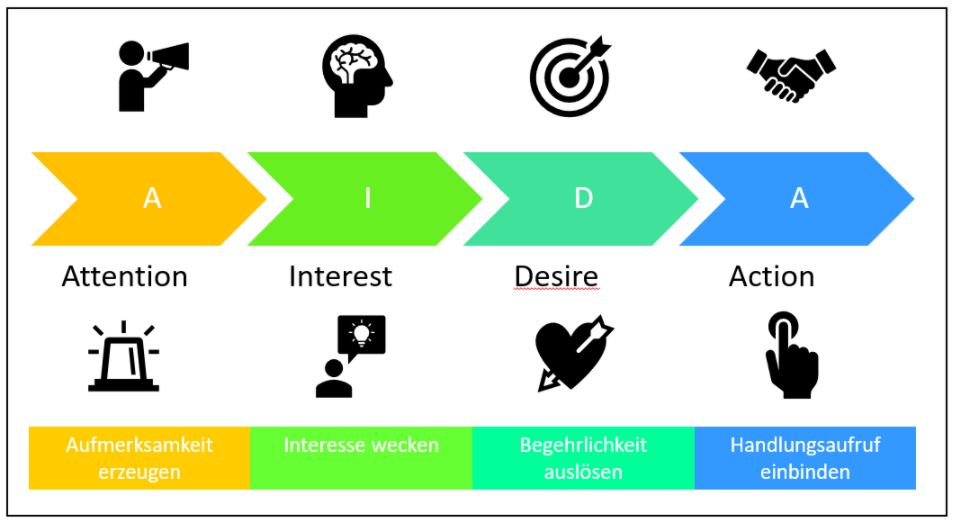 A
I
D
A
Attention
Interest
Desire
Action
Aufmerksamkeit
erzeugen
Interesse wecken
Begehrlichkeit
auslösen
Handlungsaufruf
einbinden